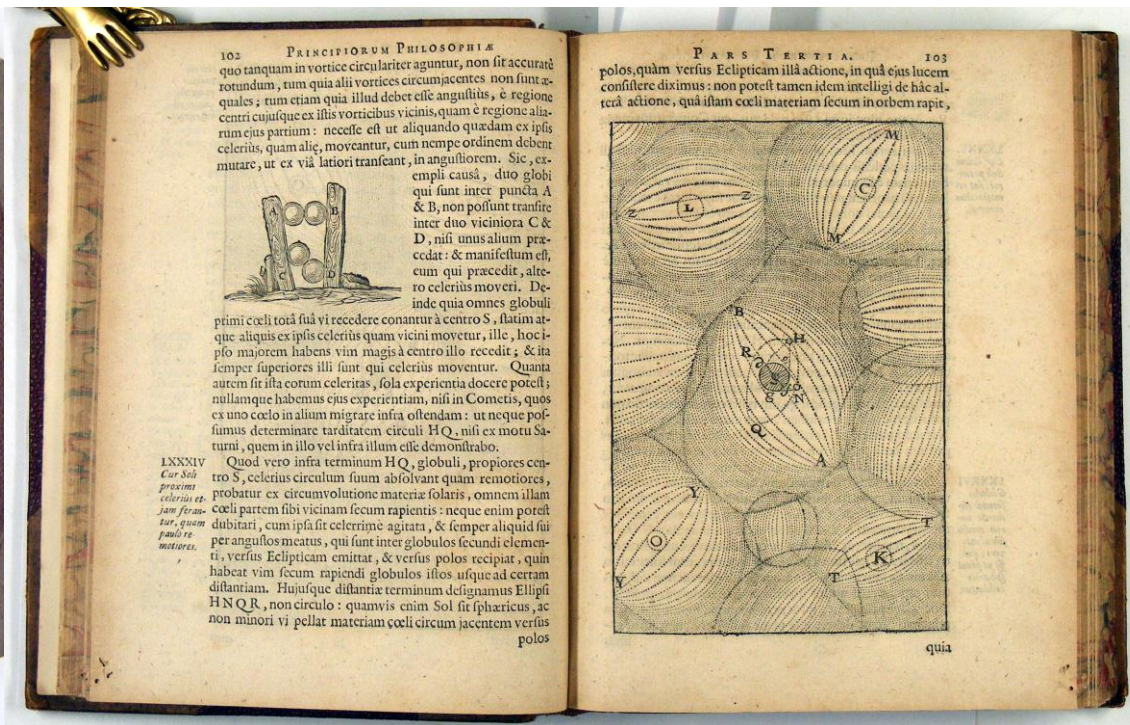 102 PRINCIPIORUM PHILOSOPHIÆ
quo tanquam in vortice circulariter aguntur, non ſit accuratè
rotundum, tum quia alii vortices circumjacentes non ſunt æ-
quales; tum etiam quia illud debet eſſe anguſtiùs, è regione
centri cujuſque ex iſtis vorticibus vicinis, quam è regione alia-
rum ejus partium: neceſſe eſt ut aliquando quædam ex ipſis
celeriùs, quam alię, moveantur, cum nempe ordinem debent
mutare, ut ex viâ latiori tranſeant, in anguſtiorem. Sic, ex-
empli cauſâ, duo globi
qui ſunt inter puncta A
& B, non poſſunt tranſire
inter duo viciniora C &
D, niſi unus alium præ-
cedat: & manifeſtum eſt,
eum qui præcedit, alte-
ro celeriùs moveri. De-
inde quia omnes globuli
primi cœli totâ ſuâ vi recedere conantur à centro S, ſtatim at-
que aliquis ex ipſis celeriùs quam vicini movetur, ille, hoc i-
pſo majorem habens vim magis à centro illo recedit; & ita
ſemper ſuperiores illi ſunt qui celeriùs moventur. Quanta
autem ſit iſta eorum celeritas, ſola experientia docere poteſt;
nullamque habemus ejus experientiam, niſi in Cometis, quos
ex uno cœlo in alium migrare infra oſtendam: ut neque poſ-
ſumus determinare tarditatem circuli HQ, niſi ex motu Sa-
turni, quem in illo vel infra illum eſſe demonſtrabo.
LXXXIV
Cur Soli
proximi
celeriùs et-
jam feran-
tur, quam
paulò re-
motiores.
Quod vero infra terminum HQ, globuli, propiores cen-
tro S, celeriùs circulum ſuum abſolvant quam remotiores,
probatur ex circumvolutione materiæ ſolaris, omnem illam
cœli partem ſibi vicinam ſecum rapientis: neque enim poteſt
dubitari, cum ipſa ſit celerrimè agitata, & ſemper aliquid ſui
per anguſtos meatus, qui ſunt inter globulos ſecundi elemen-
ti, verſus Eclipticam emittat, & verſus polos recipiat, quin
habeat vim ſecum rapiendi globulos iſtos uſque ad certam
diſtantiam. Hujuſque diſtantiæ terminum deſignamus Ellipſi
HNQR, non circulo: quamvis enim Sol ſit ſphæricus, ac
non minori vi pellat materiam cœli circum jacentem verſus
polos
A
B
C
D
PARS TERTIA. 103
polos, quàm verſus Eclipticam illâ actione, in quâ ejus lucem
conſiſtere diximus: non poteſt tamen idem intelligi de hâc al-
terâ actione, quâ iſtam cœli materiam ſecum in orbem rapit,
M
C
Z
L
Z
M
B
H
R
S
N
Q
A
Y
O
Y
T
K
T
quia